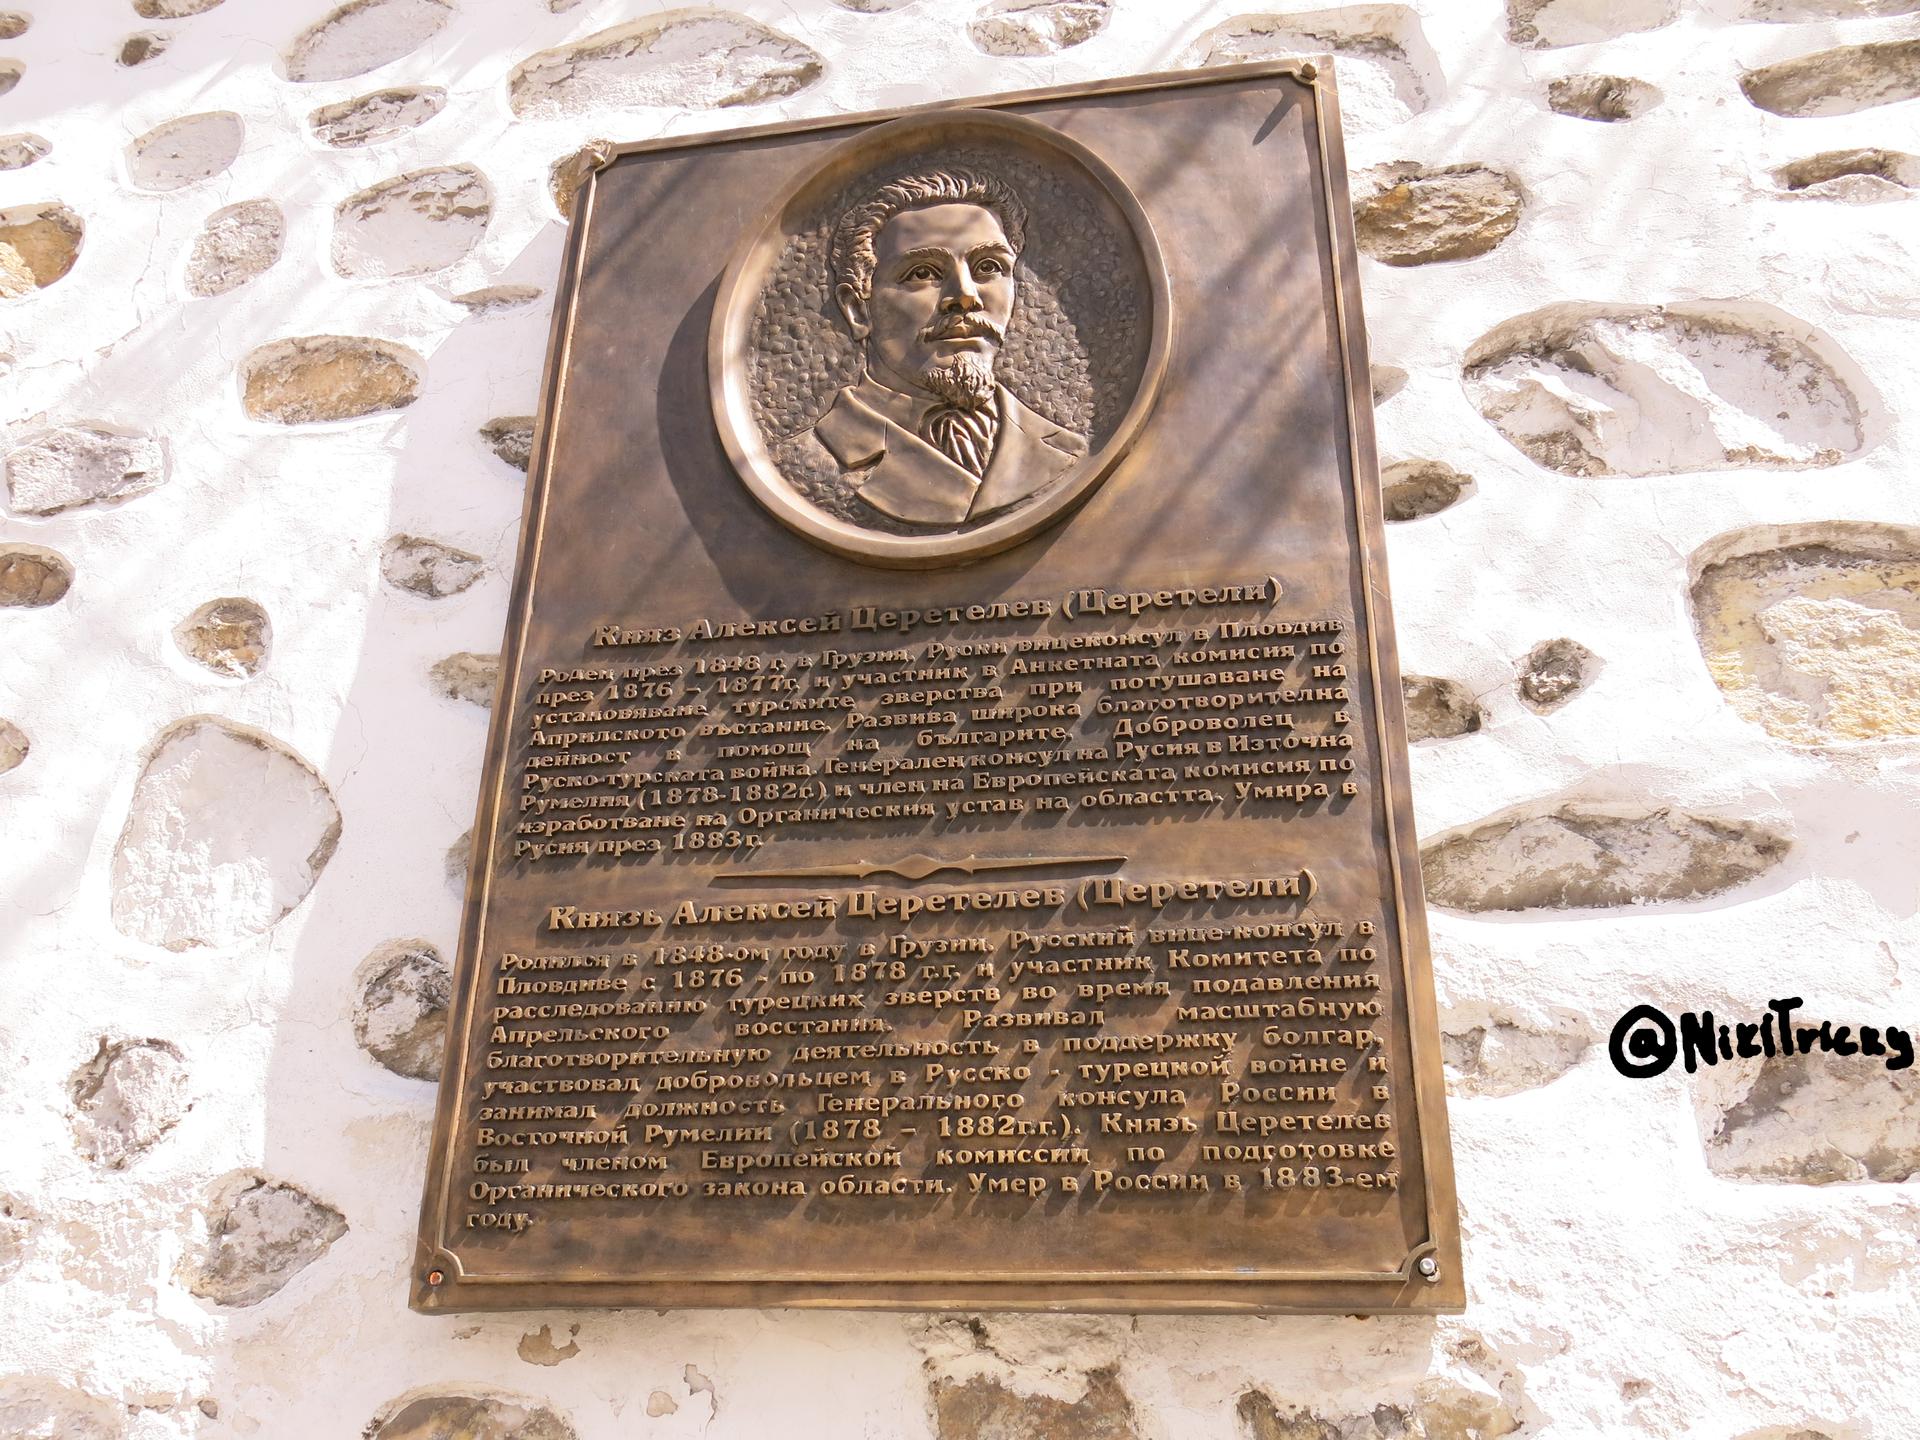 Княз Алексей Церетелев (Церетели)
Роден през 1848 г. в Грузия. Руски вицеконсул в Пловдив
през 1876 – 1877г. и участник в Анкетната комисия по
установяване турските зверства при потушаване на
Априлското въстание. Развива широка благотворителна
дейност в помощ на българите. Доброволец в
Руско-турската война. Генерален консул на Русия в Източна
Румелия (1878-1882г.) и член на Европейската комисия по
изработване на Органическия устав на областта. Умира в
Русия през 1883г.
Князь Алексей Церетелев (Церетели)
Родился в 1848-ом году в Грузии. Русский вице-консул в
Пловдиве с 1876 - по 1878 г.г. и участник Комитета по
расследованию турецких зверств во время подавления
Апрельского восстания. Развивал масштабную
благотворительную деятельность в поддержку болгар,
участвовал добровольцем в Русско - турецкой войне и
занимал должность Генерального консула России в
Восточной Румелии (1878 – 1882г.г.). Князь Церетелев
был членом Европейской комиссии по подготовке
Органического закона области. Умер в России в 1883-ем
году.
@NikiTricky